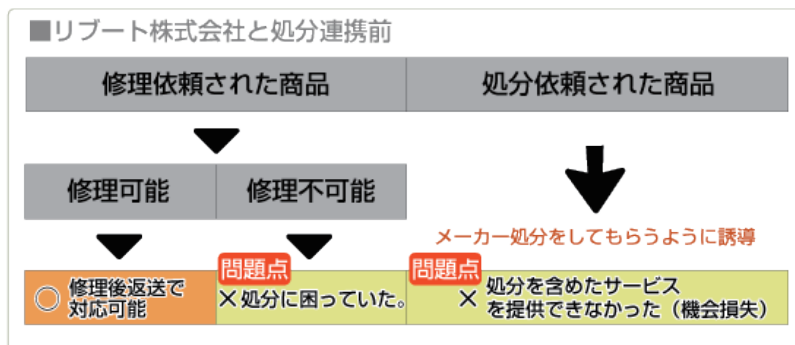 ■リブート株式会社と処分連携前
修理依頼された商品
処分依頼された商品
修理可能
修理不可能
メーカー処分をしてもらうように誘導
問題点
問題点
○ 修理後返送で
対応可能
×処分に困っていた。
× 処分を含めたサービス
を提供できなかった（機会損失）